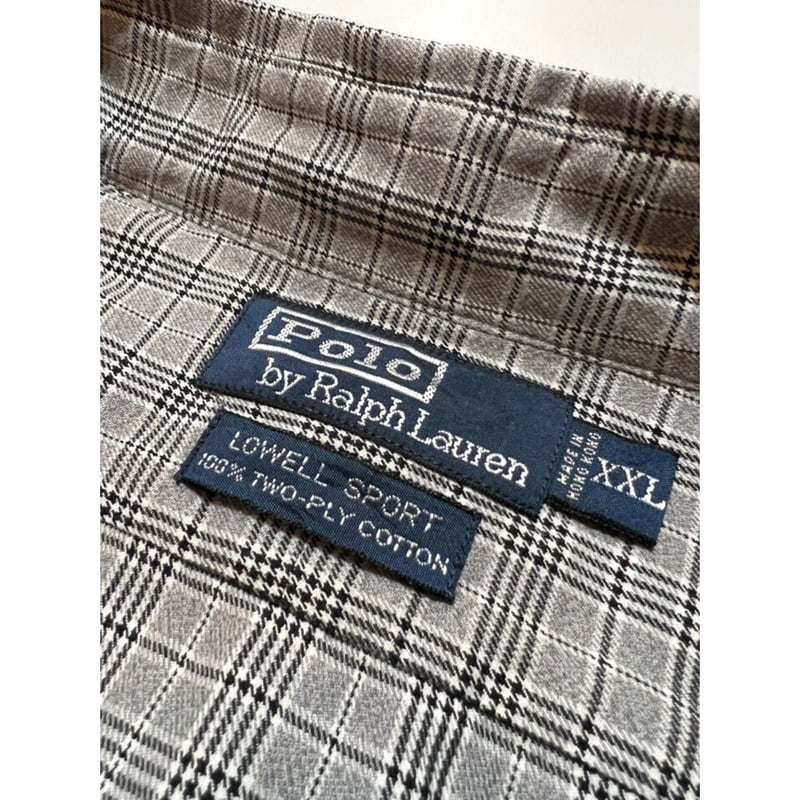 Polo
by Ralph Lauren
MADE IN
HONG KONG
XXL
LOWELL SPORT
100% TWO-PLY COTTON